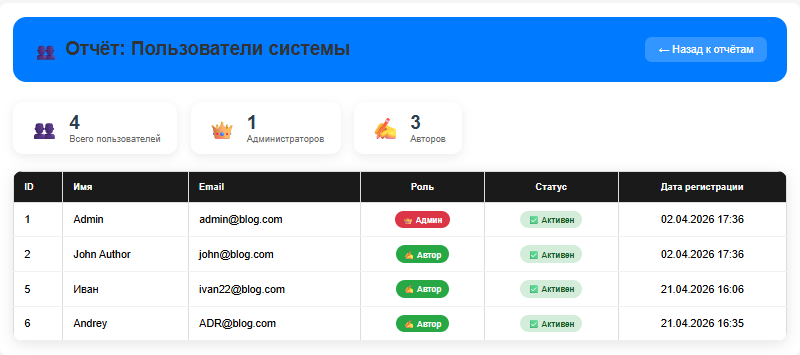 👥 Отчёт: Пользователи системы ← Назад к отчётам
👥 4 👑 1 ✍️ 3
Всего пользователей Администраторов Авторов
ID Имя Email Роль Статус Дата регистрации
1 Admin admin@blog.com 👑 Админ ✅ Активен 02.04.2026 17:36
2 John Author john@blog.com ✍️ Автор ✅ Активен 02.04.2026 17:36
5 Иван ivan22@blog.com ✍️ Автор ✅ Активен 21.04.2026 16:06
6 Andrey ADR@blog.com ✍️ Автор ✅ Активен 21.04.2026 16:35